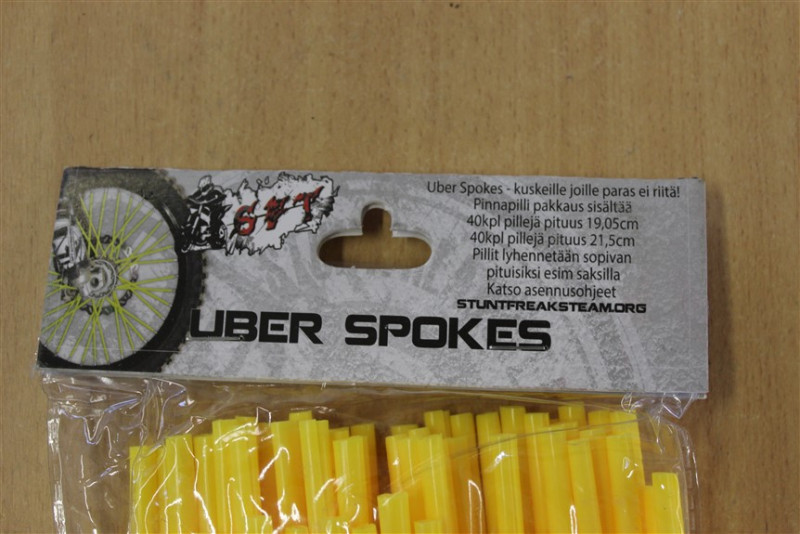 SFT
Uber Spokes - kuskeille joille paras ei riitä!
Pinnapilli pakkaus sisältää
40kpl pillejä pituus 19,05cm
40kpl pillejä pituus 21,5cm
Pillit lyhennetään sopivan
pituisiksi esim saksilla
Katso asennusohjeet
STUNTFREAKSTEAM.ORG
UBER SPOKES